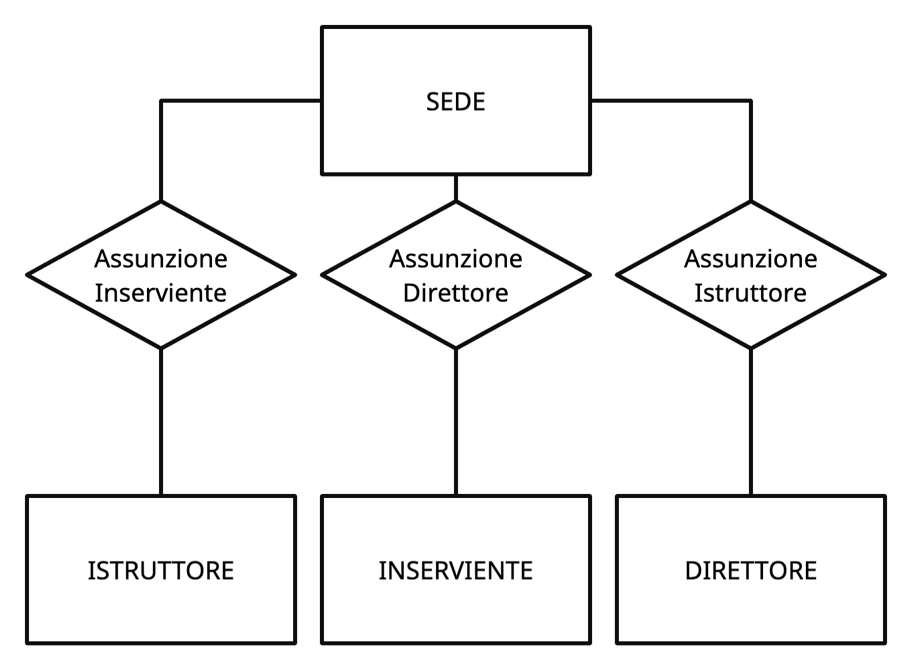 SEDE
Assunzione
Inserviente
Assunzione
Direttore
Assunzione
Istruttore
ISTRUTTORE
INSERVIENTE
DIRETTORE